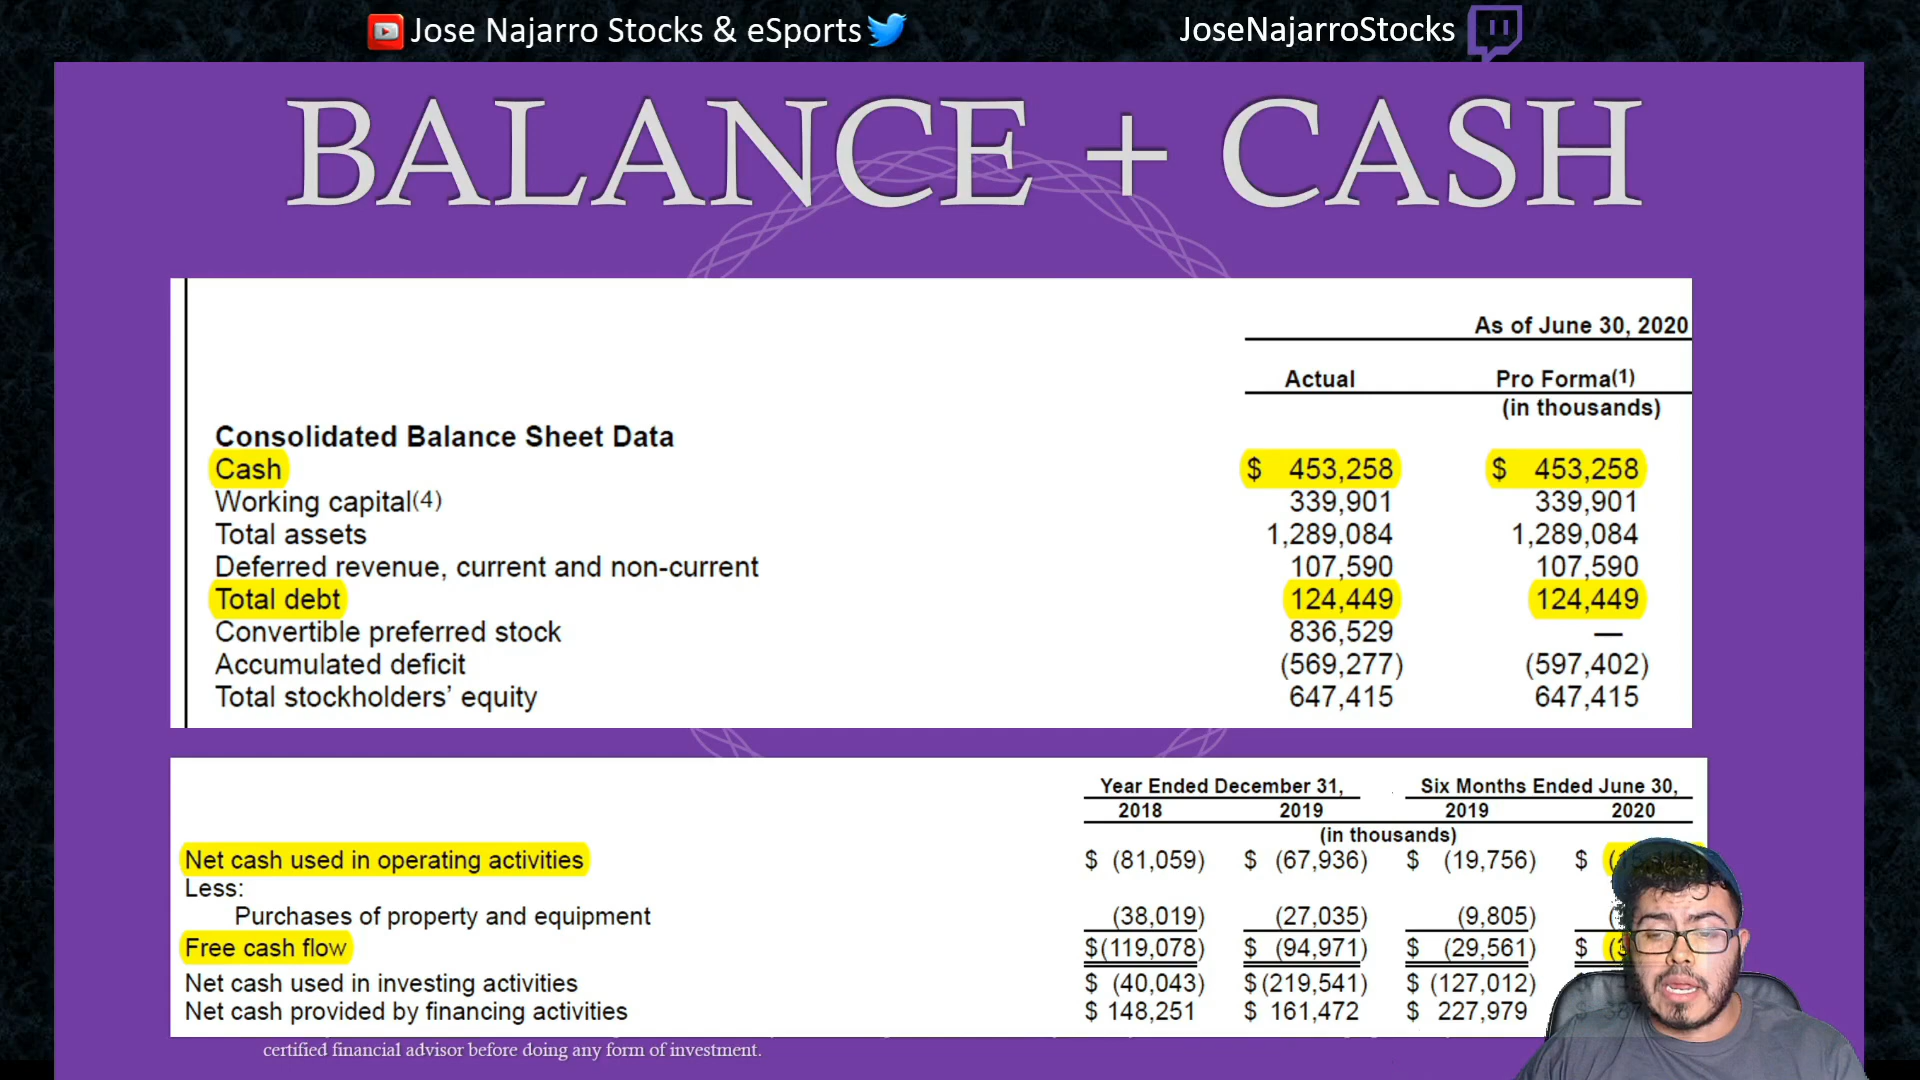 Jose Najarro Stocks & eSports
JoseNajarroStocks
BALANCE + CASH
As of June 30, 2020
Actual Pro Forma(1)
(in thousands)
Consolidated Balance Sheet Data
Cash $ 453,258 $ 453,258
Working capital(4) 339,901 339,901
Total assets 1,289,084 1,289,084
Deferred revenue, current and non-current 107,590 107,590
Total debt 124,449 124,449
Convertible preferred stock 836,529 —
Accumulated deficit (569,277) (597,402)
Total stockholders' equity 647,415 647,415
Year Ended December 31, Six Months Ended June 30,
2018 2019 2019 2020
(in thousands)
Net cash used in operating activities $ (81,059) $ (67,936) $ (19,756) $
Less:
Purchases of property and equipment (38,019) (27,035) (9,805)
Free cash flow $(119,078) $ (94,971) $ (29,561) $
Net cash used in investing activities $ (40,043) $(219,541) $ (127,012)
Net cash provided by financing activities $ 148,251 $ 161,472 $ 227,979
certified financial advisor before doing any form of investment.